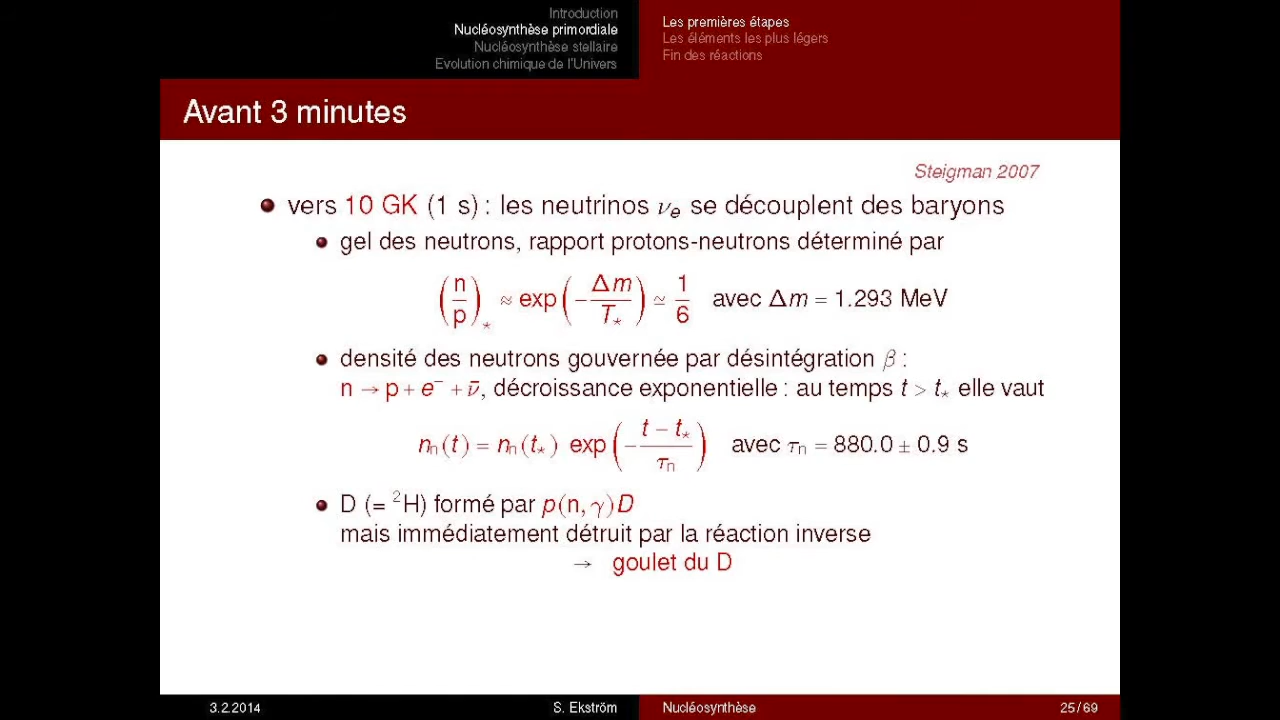 Introduction
Nucléosynthèse primordiale
Nucléosynthèse stellaire
Evolution chimique de l'Univers
Les premières étapes
Les éléments les plus légers
Fin des réactions
Avant 3 minutes
Steigman 2007
vers 10 GK (1 s) : les neutrinos νₑ se découplent des baryons
gel des neutrons, rapport protons-neutrons déterminé par
(n/p)⋆ ≈ exp(−Δm/T⋆) ≃ 1/6 avec Δm = 1.293 MeV
densité des neutrons gouvernée par désintégration β :
n → p + e⁻ + ν̄, décroissance exponentielle : au temps t > t⋆ elle vaut
nₙ(t) = nₙ(t⋆) exp(−(t − t⋆)/τₙ) avec τₙ = 880.0 ± 0.9 s
D (= ²H) formé par p(n, γ)D
mais immédiatement détruit par la réaction inverse
→ goulet du D
3.2.2014
S. Ekström
Nucléosynthèse
25 / 69